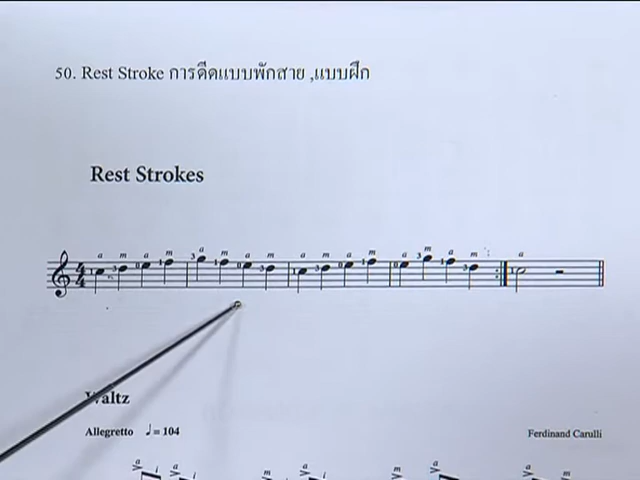 50. Rest Stroke การดีดแบบพักสาย ,แบบฝึก
Rest Strokes
a m a m a m a m a m a m a m a m a
Waltz
Allegretto ♩= 104
Ferdinand Carulli